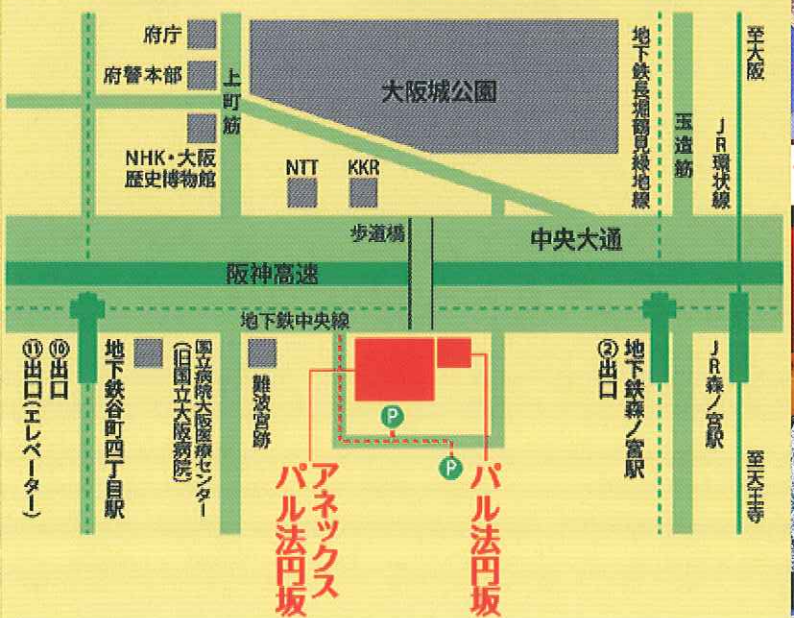 府庁
府警本部
上町筋
NHK・大阪
歴史博物館
NTT
KKR
大阪城公園
地下鉄長堀鶴見緑地線
玉造筋
JR環状線
至大阪
歩道橋
中央大通
阪神高速
地下鉄中央線
⑪出口(エレベーター)
⑩出口
地下鉄谷町四丁目駅
国立病院大阪医療センター
(旧国立大阪病院)
難波宮跡
P
P
アネックス
パル法円坂
パル法円坂
②出口
地下鉄森ノ宮駅
JR森ノ宮駅
至天王寺